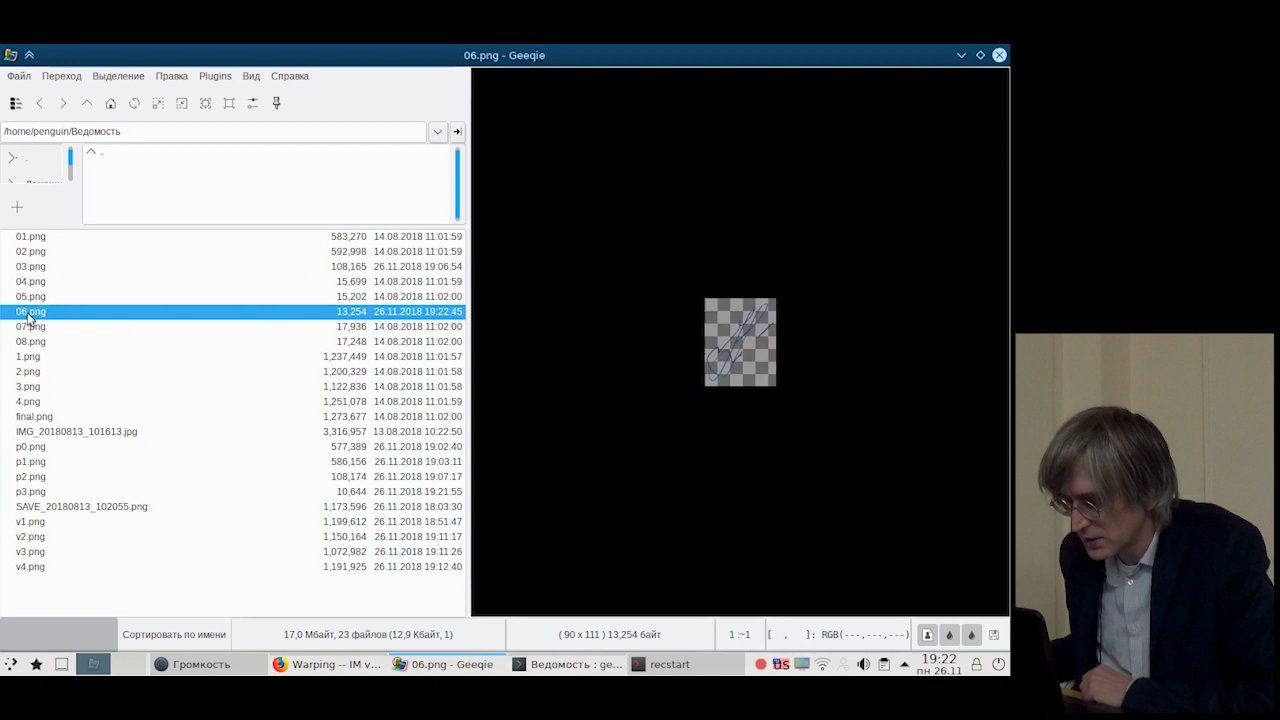 06.png - Geeqie
Файл Переход Выделение Правка Plugins Вид Справка
/home/penguin/Ведомость
..
.
01.png 583,270 14.08.2018 11:01:59
02.png 592,998 14.08.2018 11:01:59
03.png 108,165 26.11.2018 19:06:54
04.png 15,699 14.08.2018 11:01:59
05.png 15,202 14.08.2018 11:02:00
06.png 13,254 26.11.2018 19:22:45
07.png 17,936 14.08.2018 11:02:00
08.png 17,248 14.08.2018 11:02:00
1.png 1,237,449 14.08.2018 11:01:57
2.png 1,200,329 14.08.2018 11:01:58
3.png 1,122,836 14.08.2018 11:01:58
4.png 1,251,078 14.08.2018 11:01:59
final.png 1,273,677 14.08.2018 11:02:00
IMG_20180813_101613.jpg 3,316,957 13.08.2018 10:22:50
p0.png 577,389 26.11.2018 19:02:40
p1.png 586,156 26.11.2018 19:03:11
p2.png 108,174 26.11.2018 19:07:17
p3.png 10,644 26.11.2018 19:21:55
SAVE_20180813_102055.png 1,173,596 26.11.2018 18:03:30
v1.png 1,199,612 26.11.2018 18:51:47
v2.png 1,150,164 26.11.2018 19:11:17
v3.png 1,072,982 26.11.2018 19:11:26
v4.png 1,191,925 26.11.2018 19:12:40
Сортировать по имени 17,0 Мбайт, 23 файлов (12,9 Кбайт, 1) ( 90 x 111 ) 13,254 байт 1 :~1 [ , ]: RGB(---,---,---)
Громкость Warping -- IM v... 06.png - Geeqie Ведомость : ge... recstart us 19:22
пн 26.11